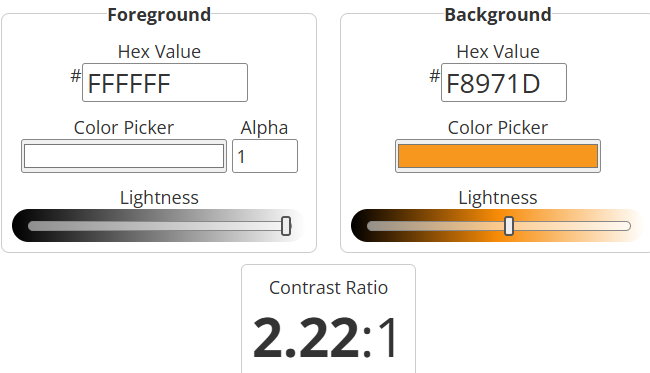 Foreground
Hex Value
# FFFFFF
Color Picker Alpha
1
Lightness
Background
Hex Value
# F8971D
Color Picker
Lightness
Contrast Ratio
2.22:1